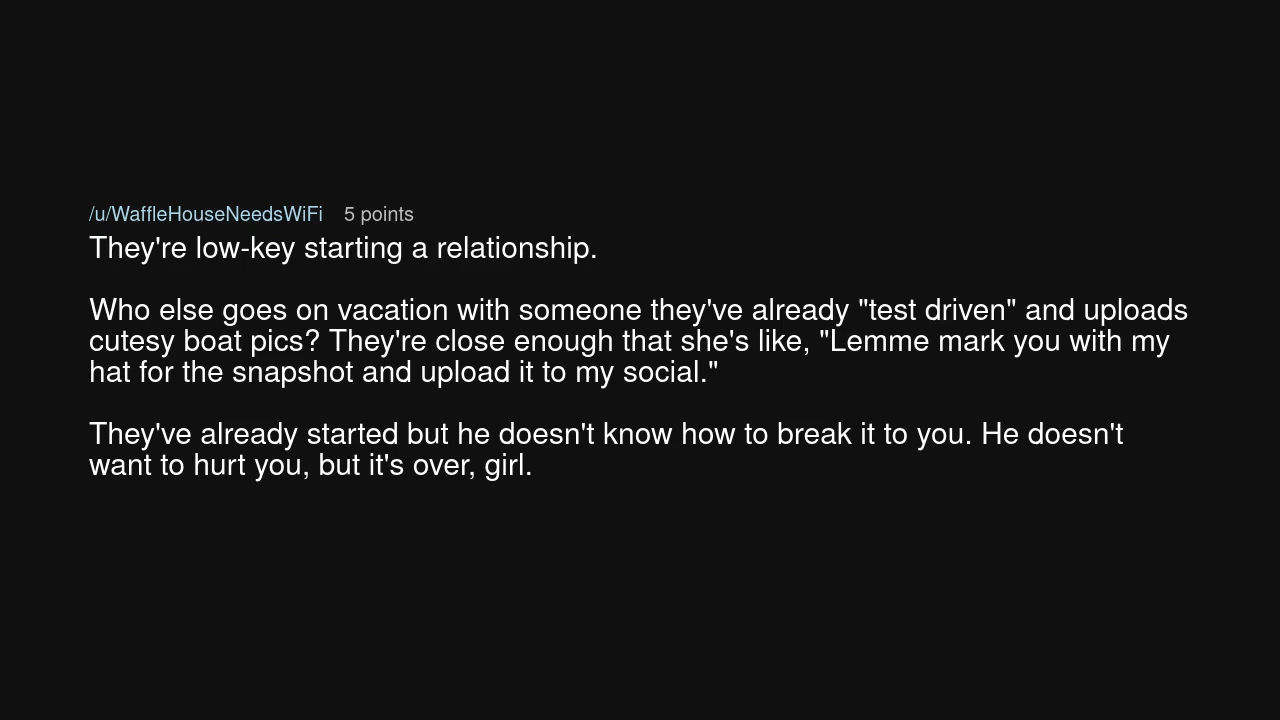 /u/WaffleHouseNeedsWiFi 5 points
They're low-key starting a relationship.
Who else goes on vacation with someone they've already "test driven" and uploads
cutesy boat pics? They're close enough that she's like, "Lemme mark you with my
hat for the snapshot and upload it to my social."
They've already started but he doesn't know how to break it to you. He doesn't
want to hurt you, but it's over, girl.